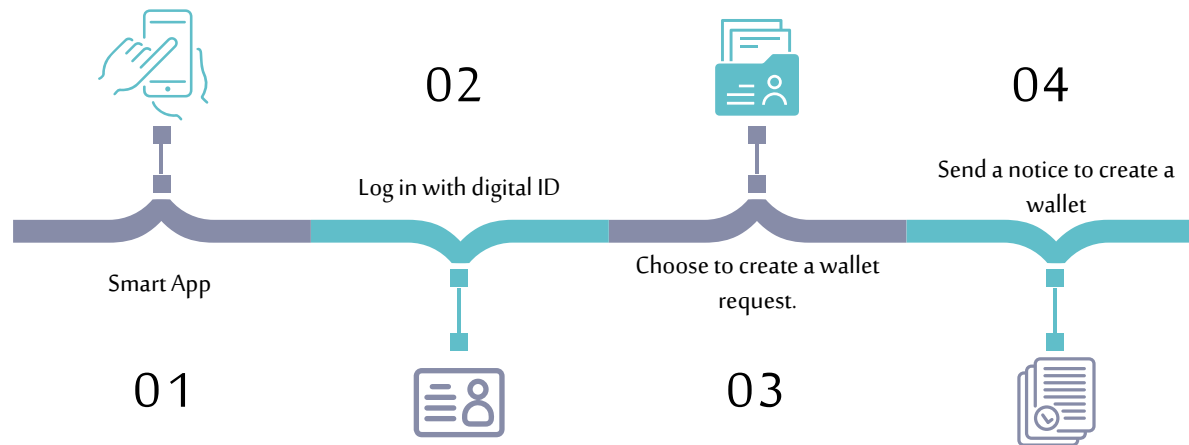 01
Smart App
02
Log in with digital ID
03
Choose to create a wallet
request.
04
Send a notice to create a
wallet